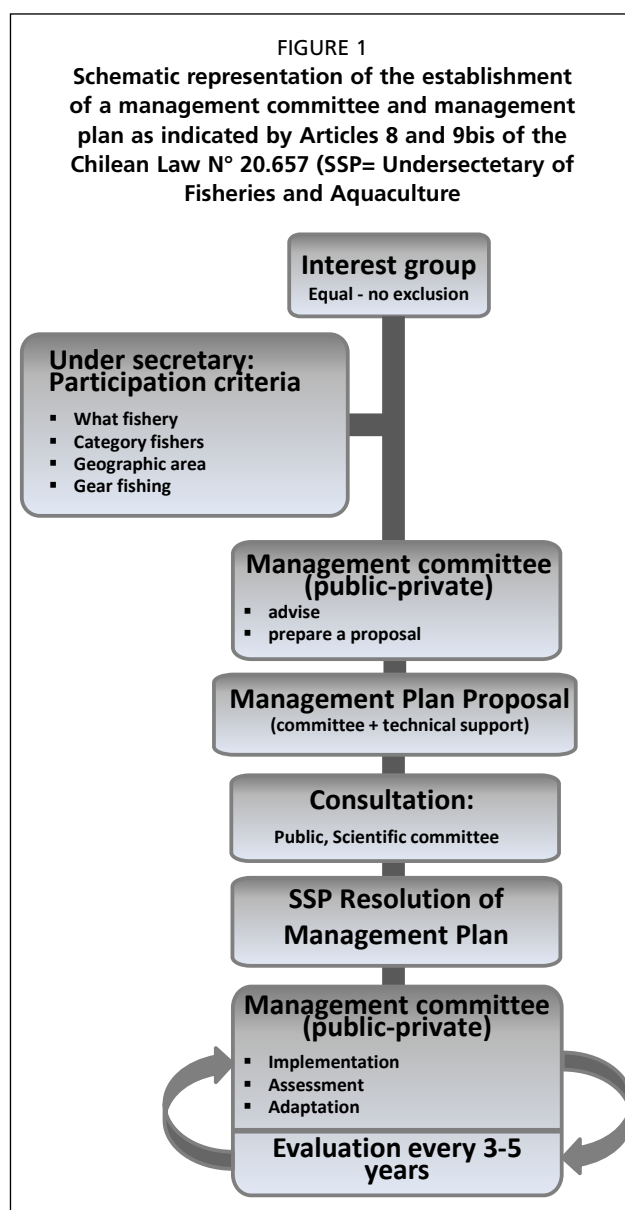 FIGURE 1
Schematic representation of the establishment
of a management committee and management
plan as indicated by Articles 8 and 9bis of the
Chilean Law N° 20.657 (SSP= Undersectetary of
Fisheries and Aquaculture
Interest group
Equal - no exclusion
Under secretary:
Participation criteria
▪ What fishery
▪ Category fishers
▪ Geographic area
▪ Gear fishing
Management committee
(public-private)
▪ advise
▪ prepare a proposal
Management Plan Proposal
(committee + technical support)
Consultation:
Public, Scientific committee
SSP Resolution of
Management Plan
Management committee
(public-private)
▪ Implementation
▪ Assessment
▪ Adaptation
Evaluation every 3-5
years